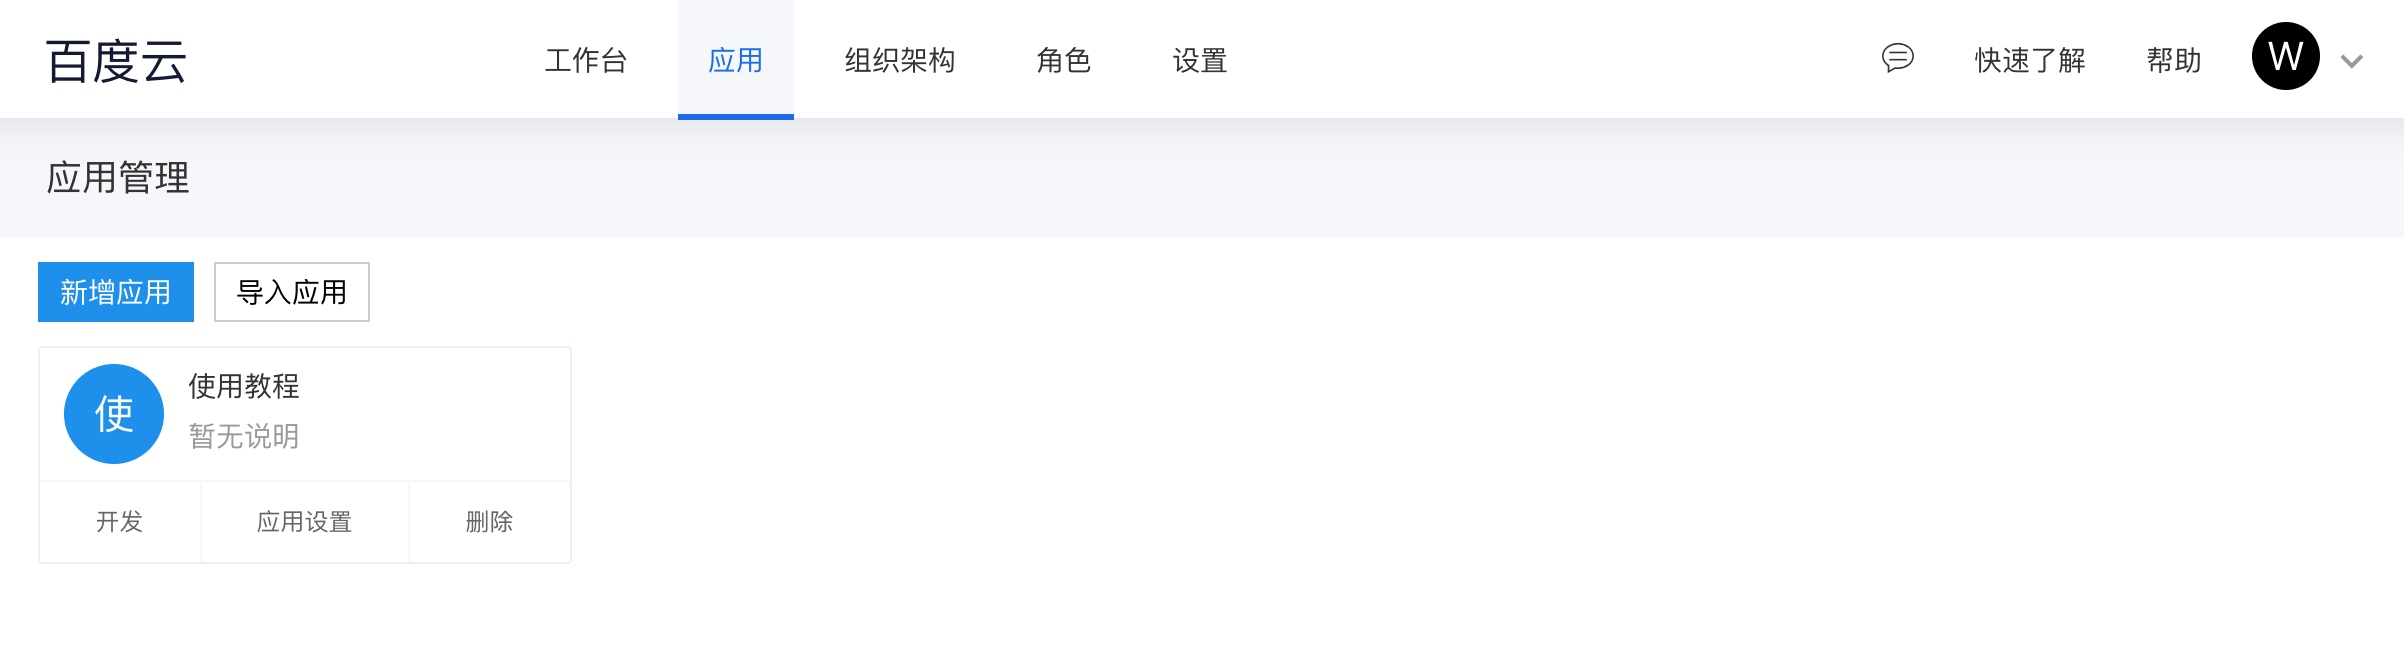 百度云
工作台 应用 组织架构 角色 设置 快速了解 帮助 W
应用管理
新增应用 导入应用
使 使用教程
暂无说明
开发 应用设置 删除